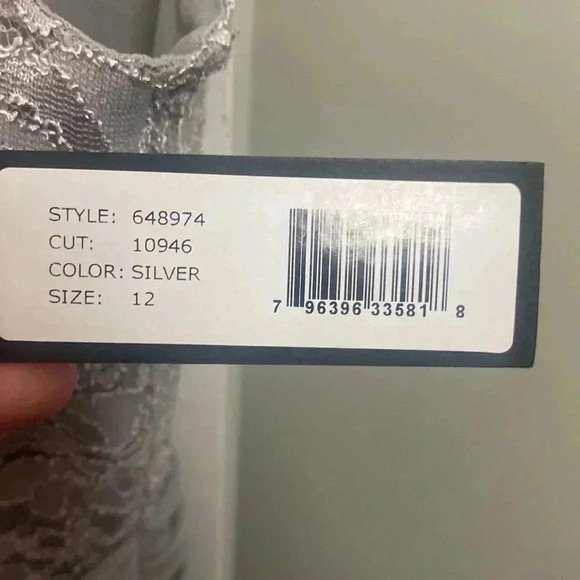 STYLE: 648974
CUT: 10946
COLOR: SILVER
SIZE: 12
7 96396 33581 8